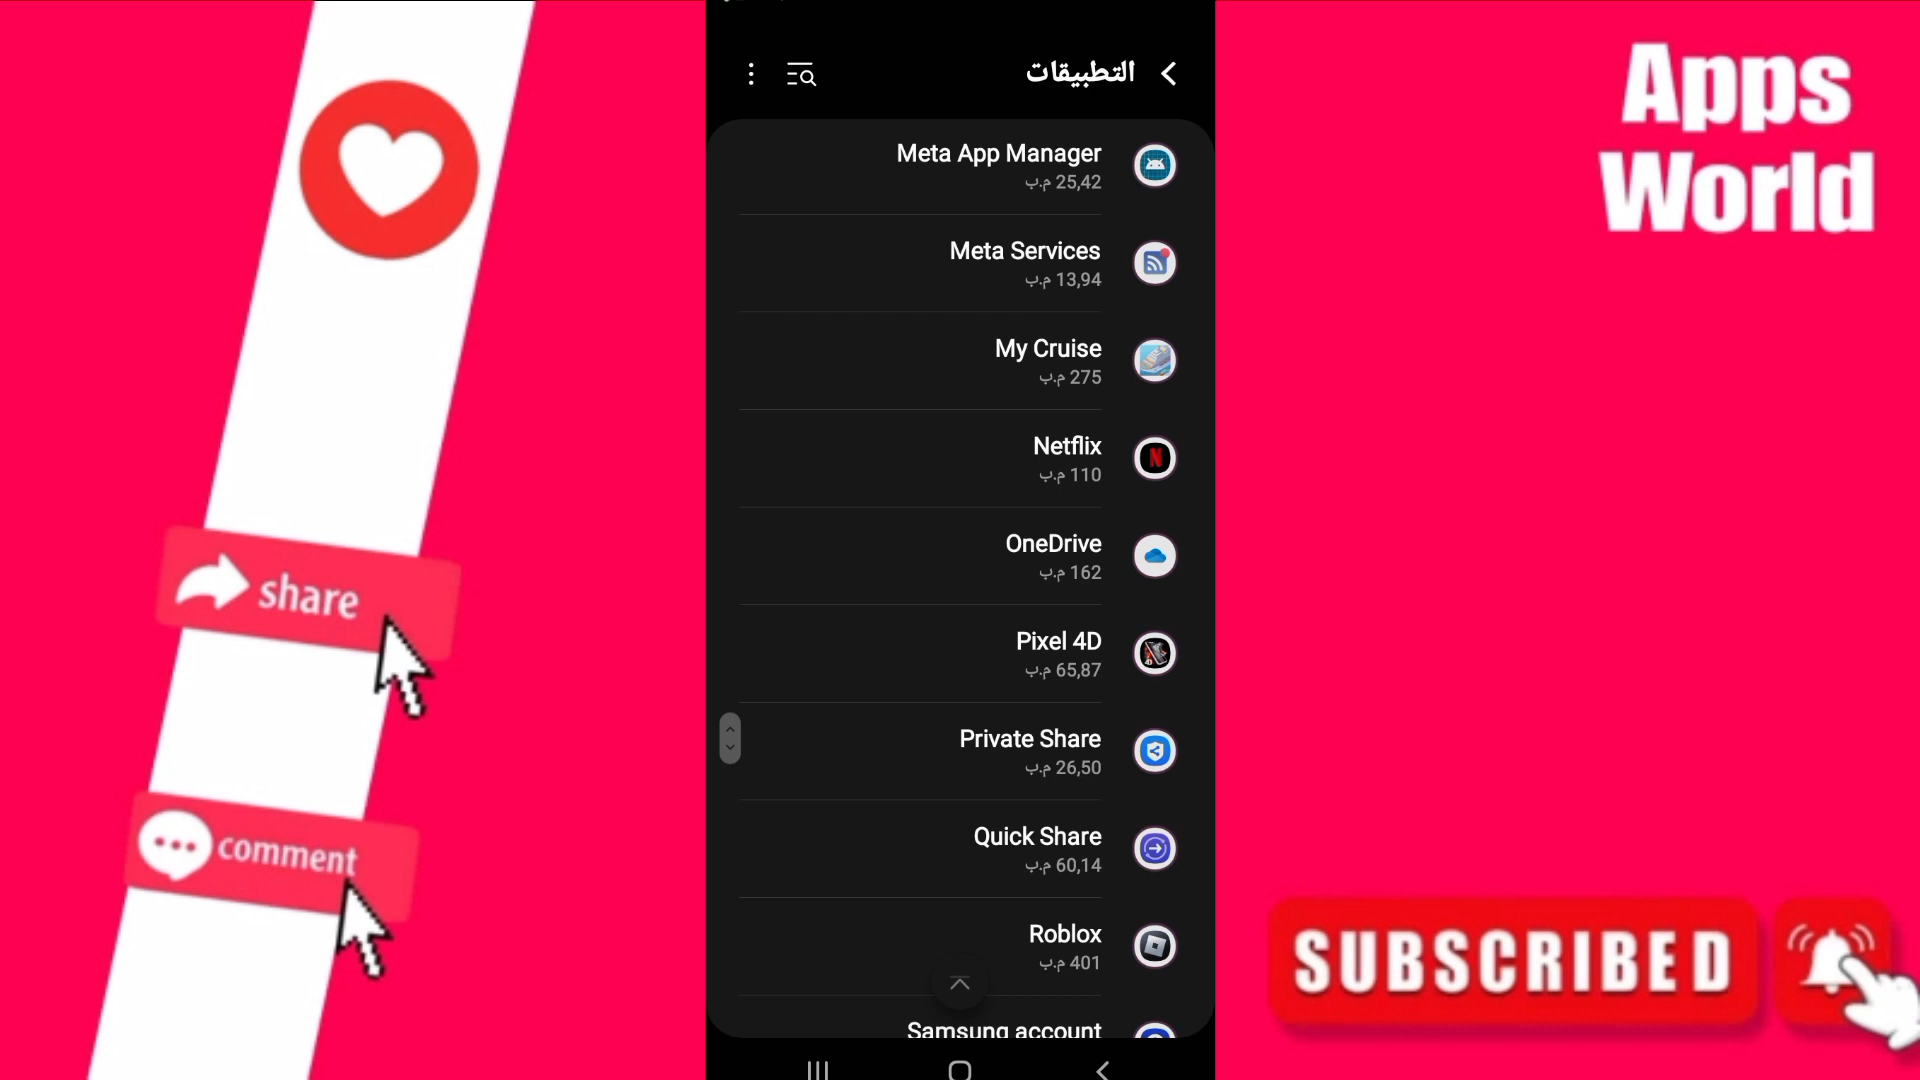 التطبيقات
Meta App Manager
25,42 م.ب
Meta Services
13,94 م.ب
My Cruise
275 م.ب
Netflix
110 م.ب
OneDrive
162 م.ب
Pixel 4D
65,87 م.ب
Private Share
26,50 م.ب
Quick Share
60,14 م.ب
Roblox
401 م.ب
Samsung account
share
comment
Apps
World
SUBSCRIBED